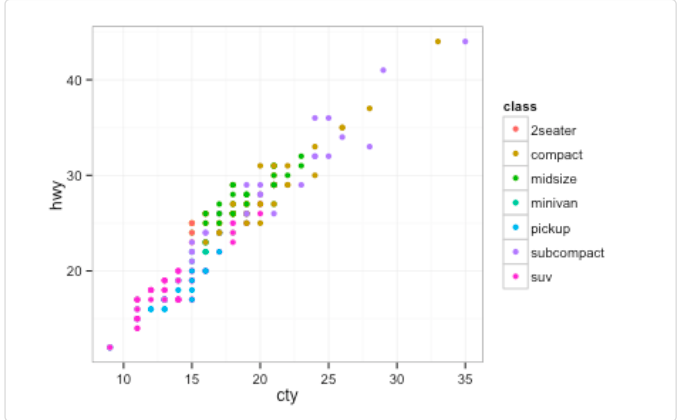 40
30
20
hwy
10 15 20 25 30 35
cty
class
2seater
compact
midsize
minivan
pickup
subcompact
suv